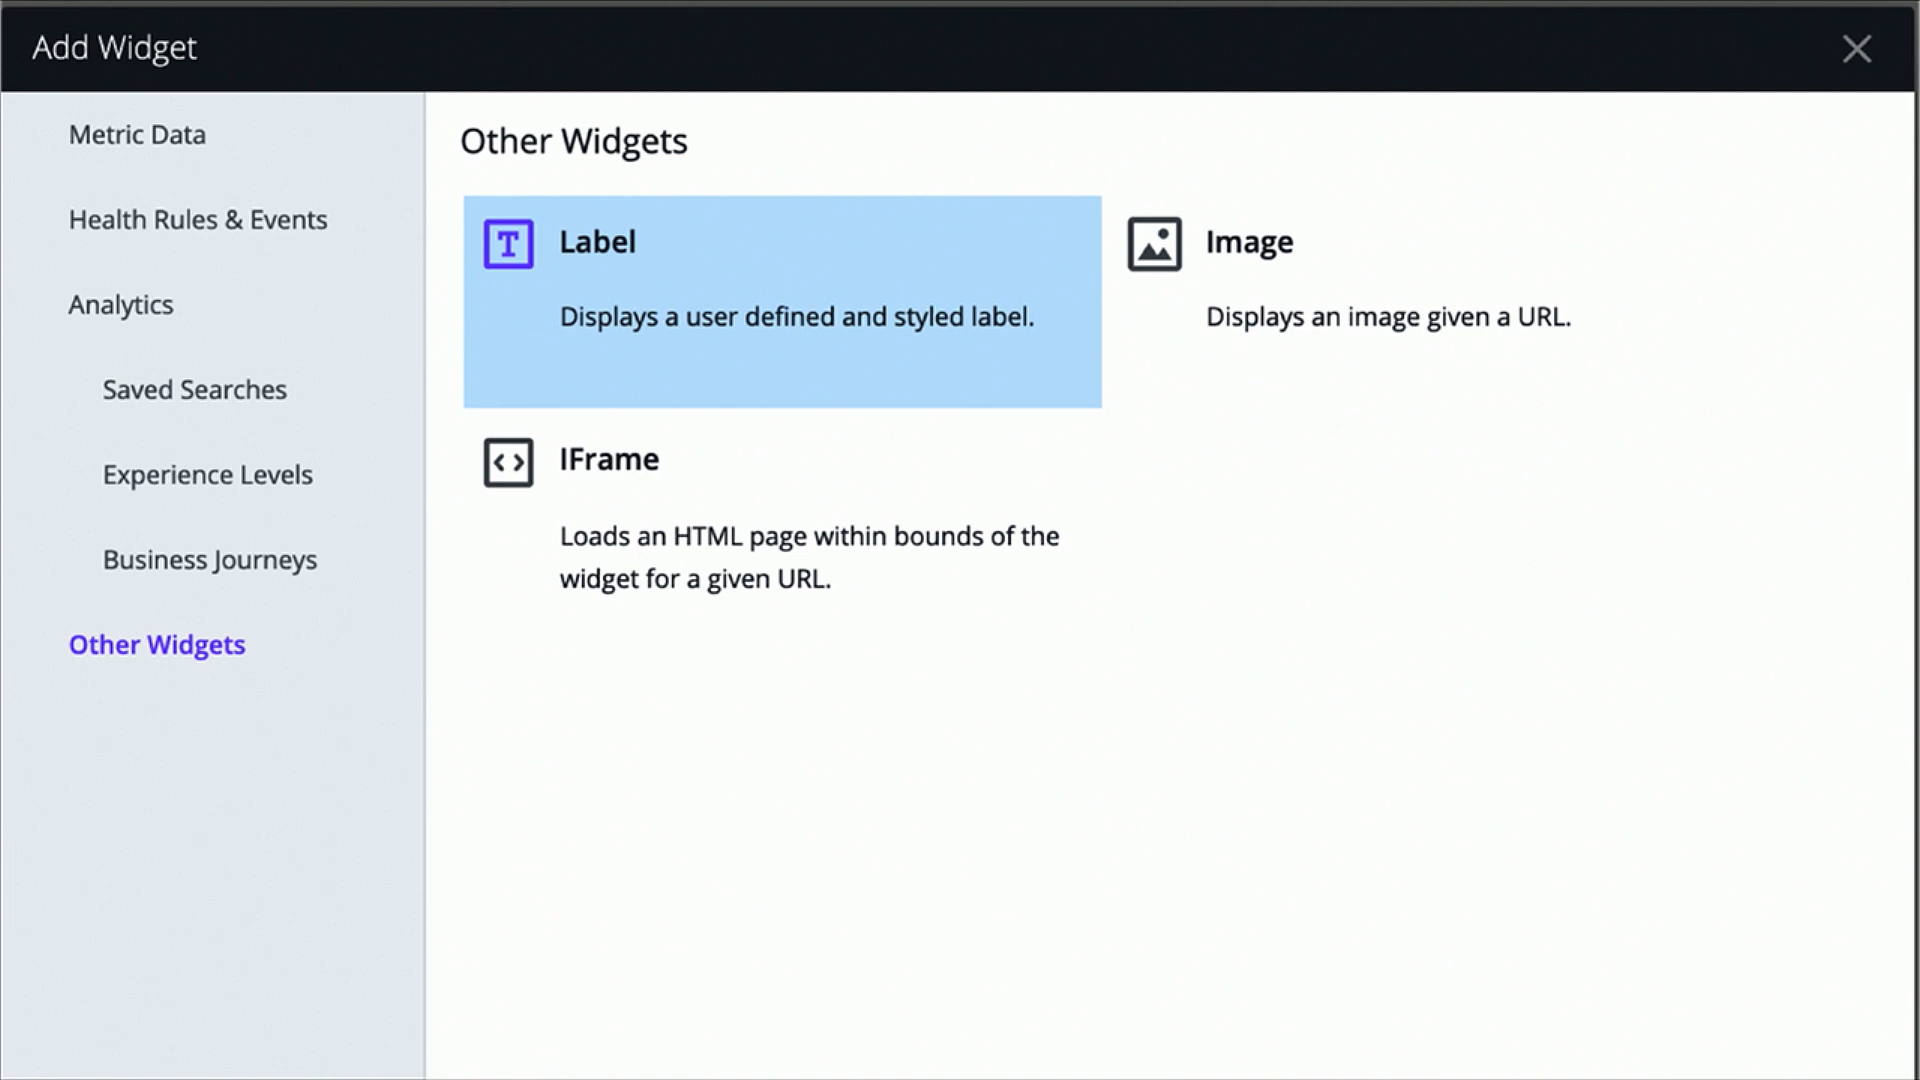 Add Widget
Metric Data
Health Rules & Events
Analytics
Saved Searches
Experience Levels
Business Journeys
Other Widgets
Other Widgets
Label
Displays a user defined and styled label.
Image
Displays an image given a URL.
IFrame
Loads an HTML page within bounds of the
widget for a given URL.